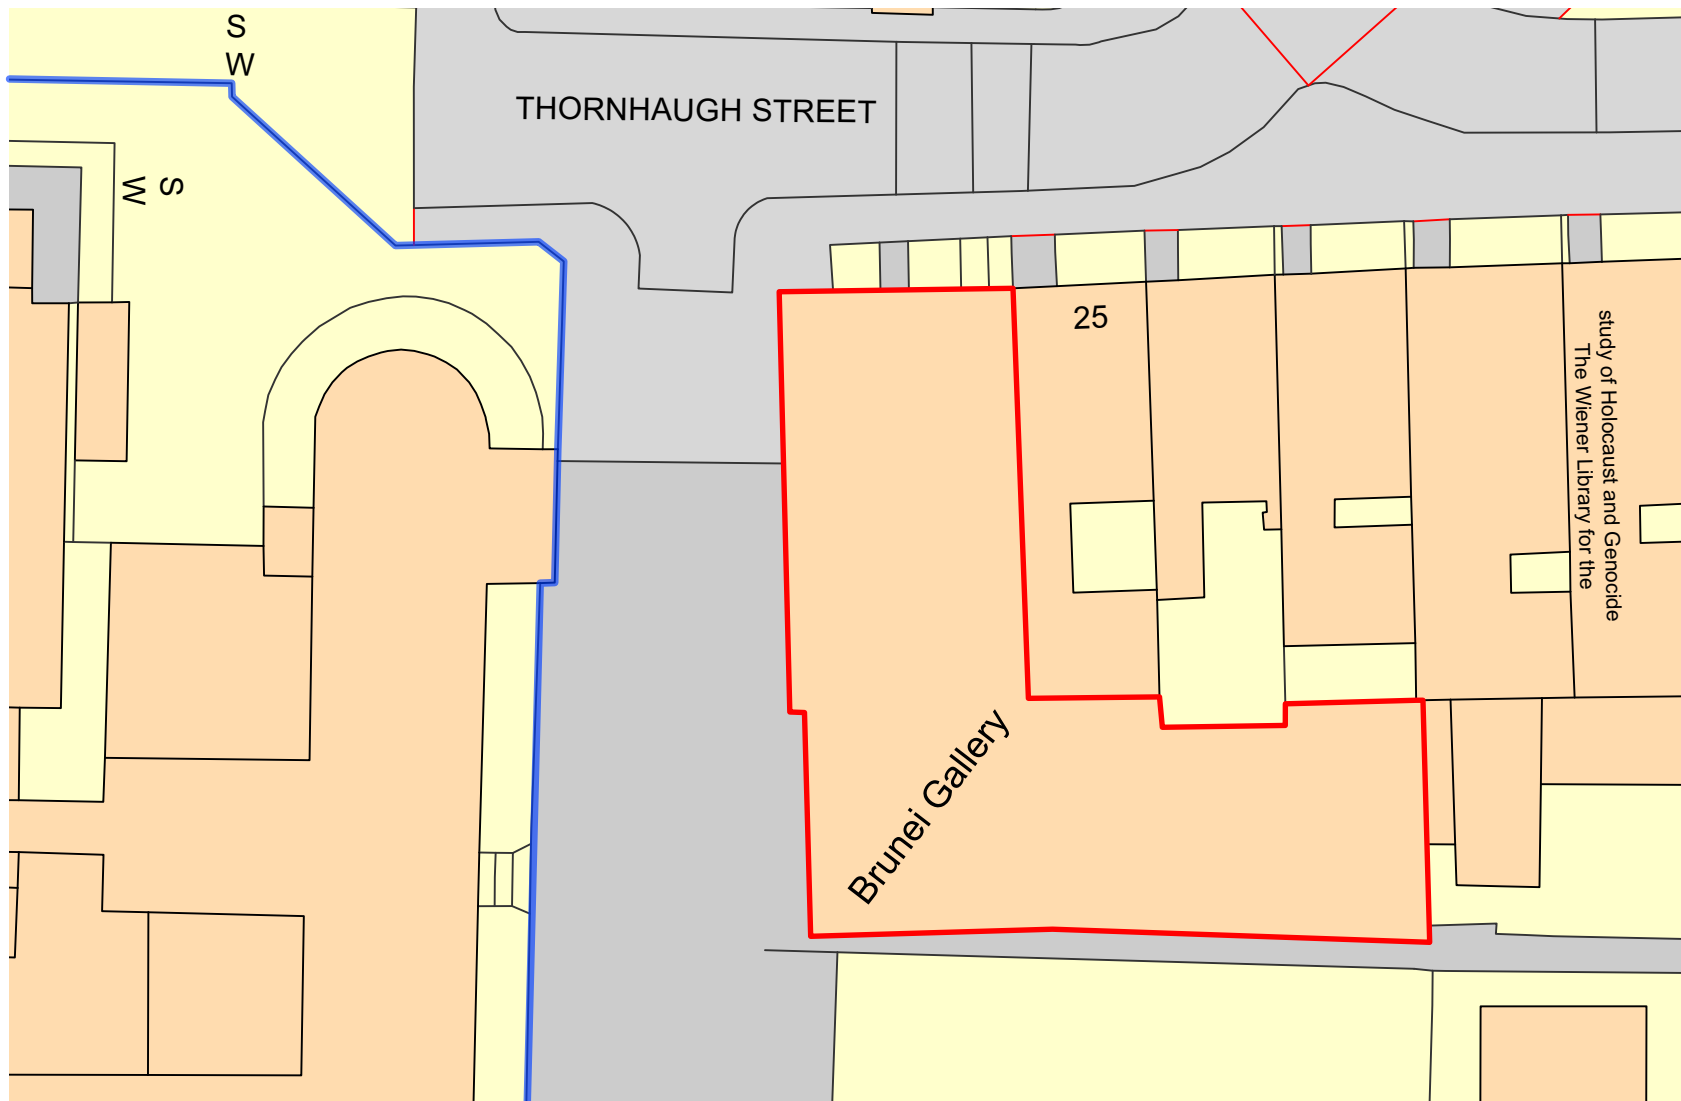 S
W
THORNHAUGH STREET
S
W
25
The Wiener Library for the
study of Holocaust and Genocide
Brunei Gallery